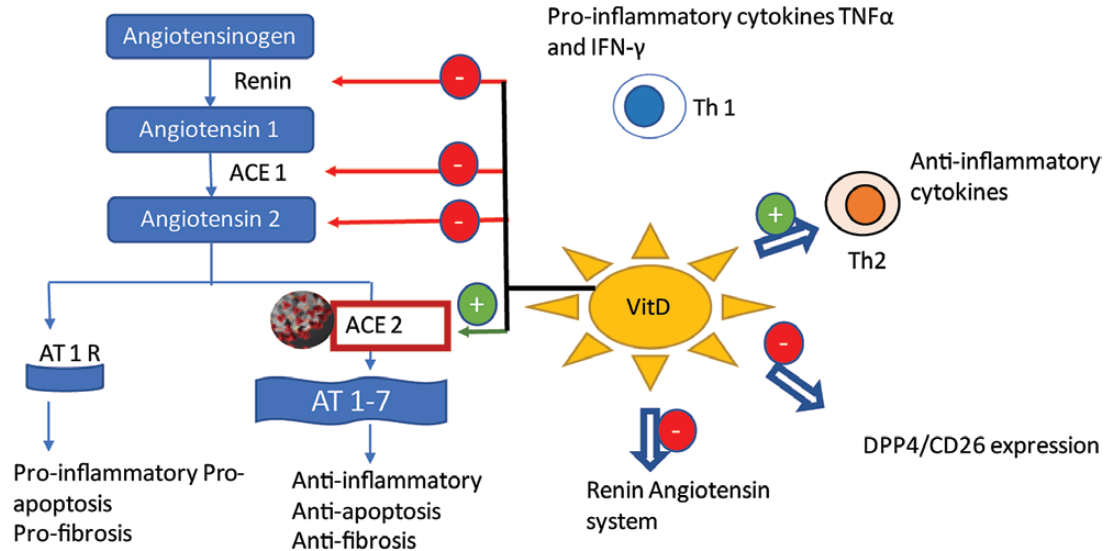 Angiotensinogen
Renin
Angiotensin 1
ACE 1
Angiotensin 2
AT 1 R
ACE 2
AT 1-7
Pro-inflammatory Pro-
apoptosis
Pro-fibrosis
Anti-inflammatory
Anti-apoptosis
Anti-fibrosis
-
-
-
+
Pro-inflammatory cytokines TNFα
and IFN-γ
Th 1
Anti-inflammatory
cytokines
+
Th2
VitD
-
DPP4/CD26 expression
-
Renin Angiotensin
system